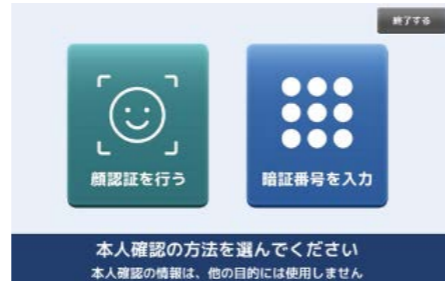 終了する
顔認証を行う
暗証番号を入力
本人確認の方法を選んでください
本人確認の情報は、他の目的には使用しません